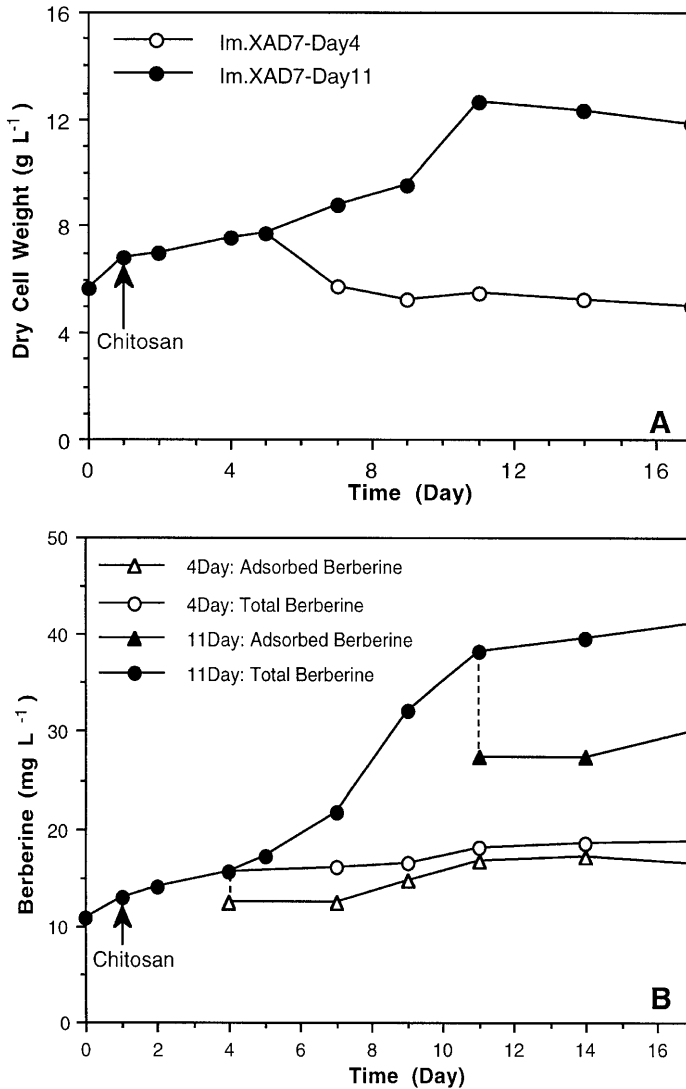 16
12
8
4
0
Dry Cell Weight (g L-1)
Im.XAD7-Day4
Im.XAD7-Day11
Chitosan
A
0 4 8 12 16
Time (Day)
50
40
30
20
10
0
Berberine (mg L-1)
4Day: Adsorbed Berberine
4Day: Total Berberine
11Day: Adsorbed Berberine
11Day: Total Berberine
Chitosan
B
0 2 4 6 8 10 12 14 16
Time (Day)